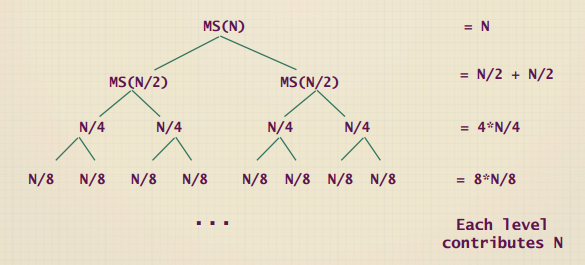 MS(N) = N
MS(N/2) MS(N/2) = N/2 + N/2
N/4 N/4 N/4 N/4 = 4*N/4
N/8 N/8 N/8 N/8 N/8 N/8 N/8 N/8 = 8*N/8
...
Each level
contributes N